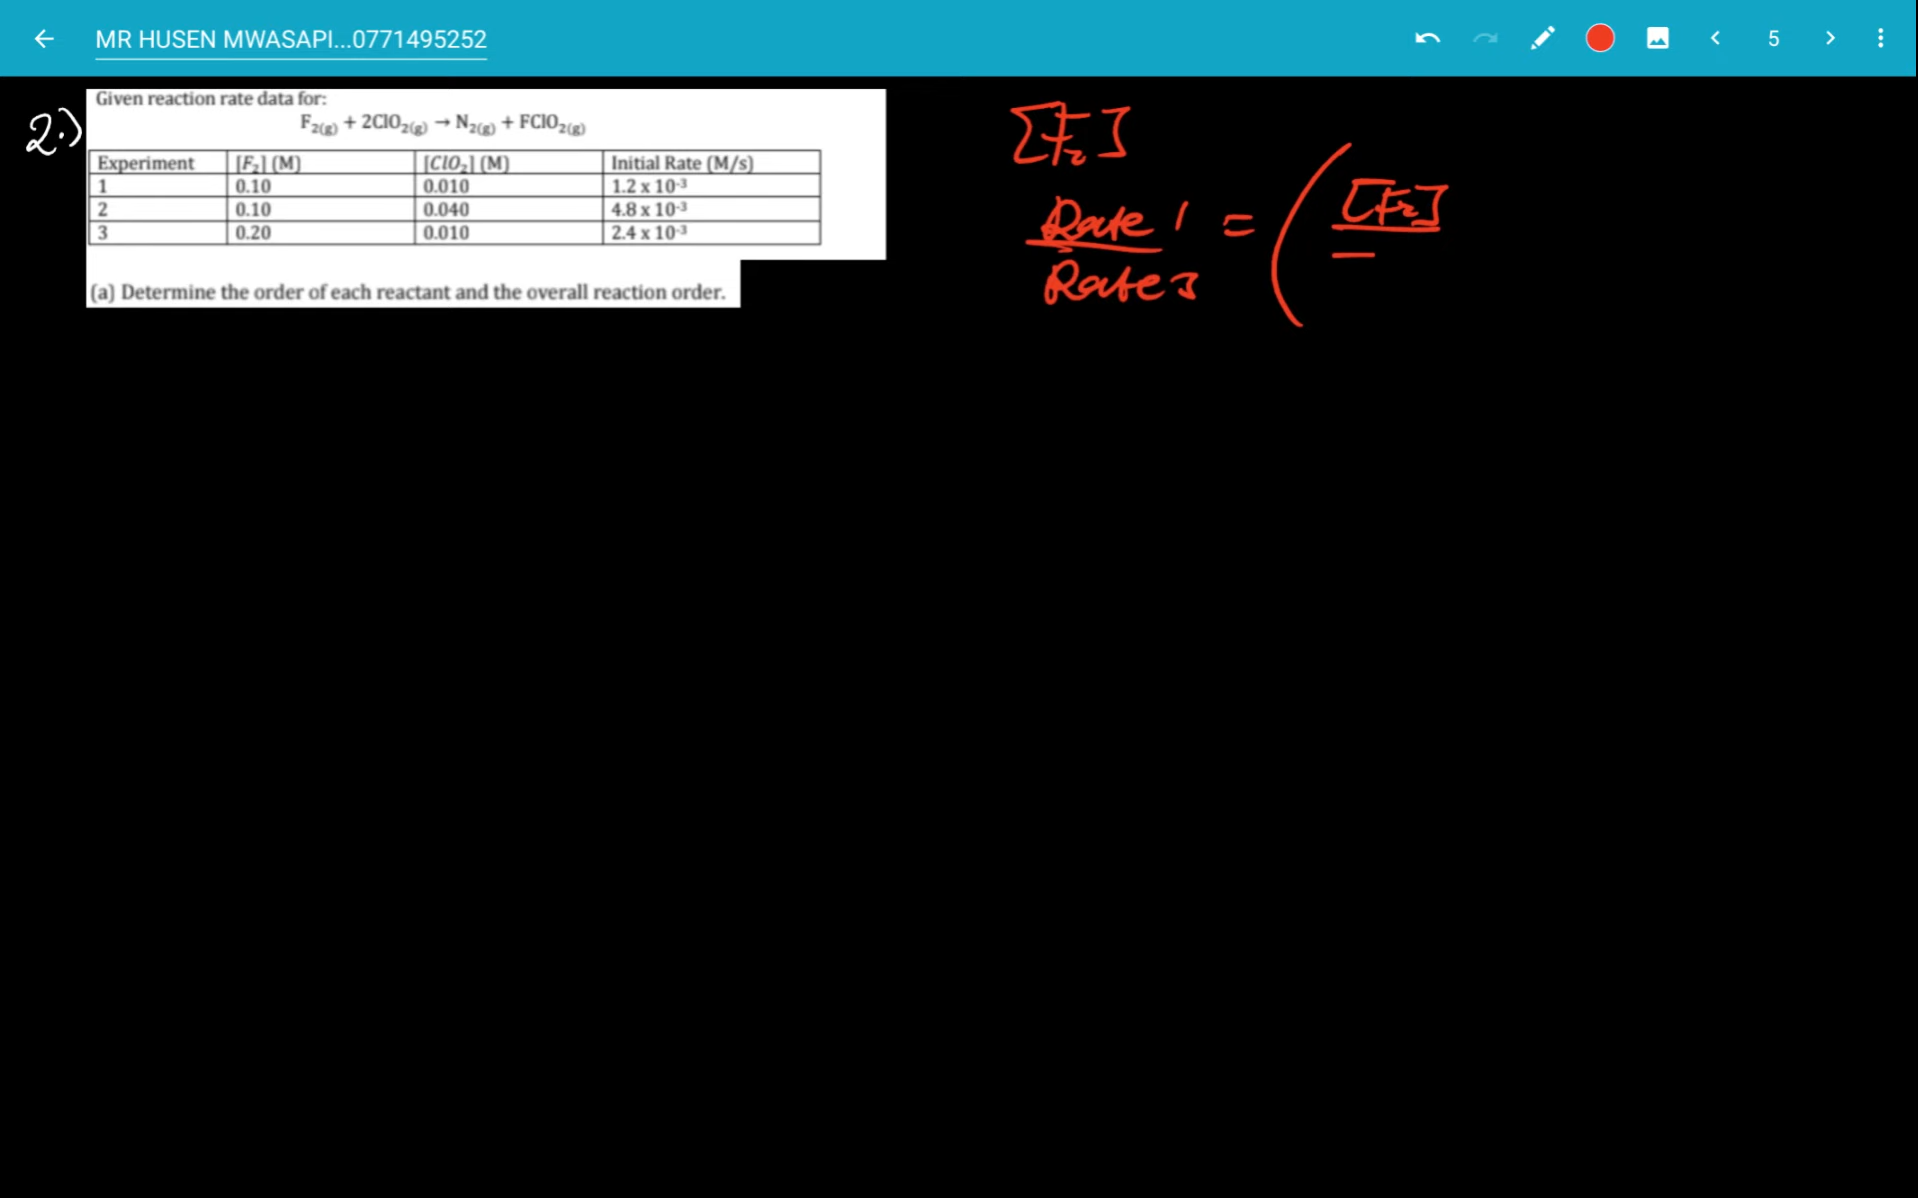 MR HUSEN MWASAPI...0771495252
5
2.)
Given reaction rate data for:
F₂(g) + 2ClO₂(g) → N₂(g) + FClO₂(g)
Experiment [F₂] (M) [ClO₂] (M) Initial Rate (M/s)
1 0.10 0.010 1.2 x 10⁻³
2 0.10 0.040 4.8 x 10⁻³
3 0.20 0.010 2.4 x 10⁻³
(a) Determine the order of each reactant and the overall reaction order.
[F₂]
Rate 1 = ( [F₂]
Rate 3